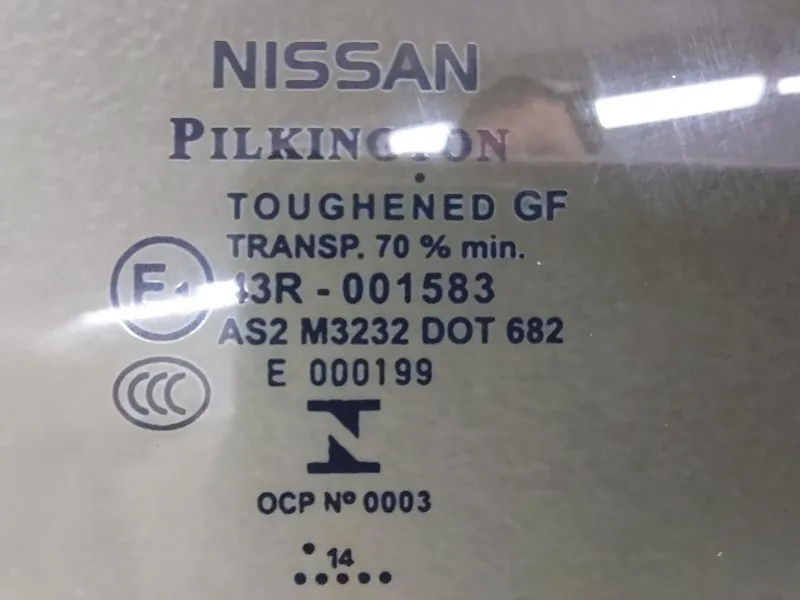 NISSAN
PILKINGTON
TOUGHENED GF
TRANSP. 70 % min.
E1
43R - 001583
AS2 M3232 DOT 682
E 000199
CCC
OCP Nº 0003
14